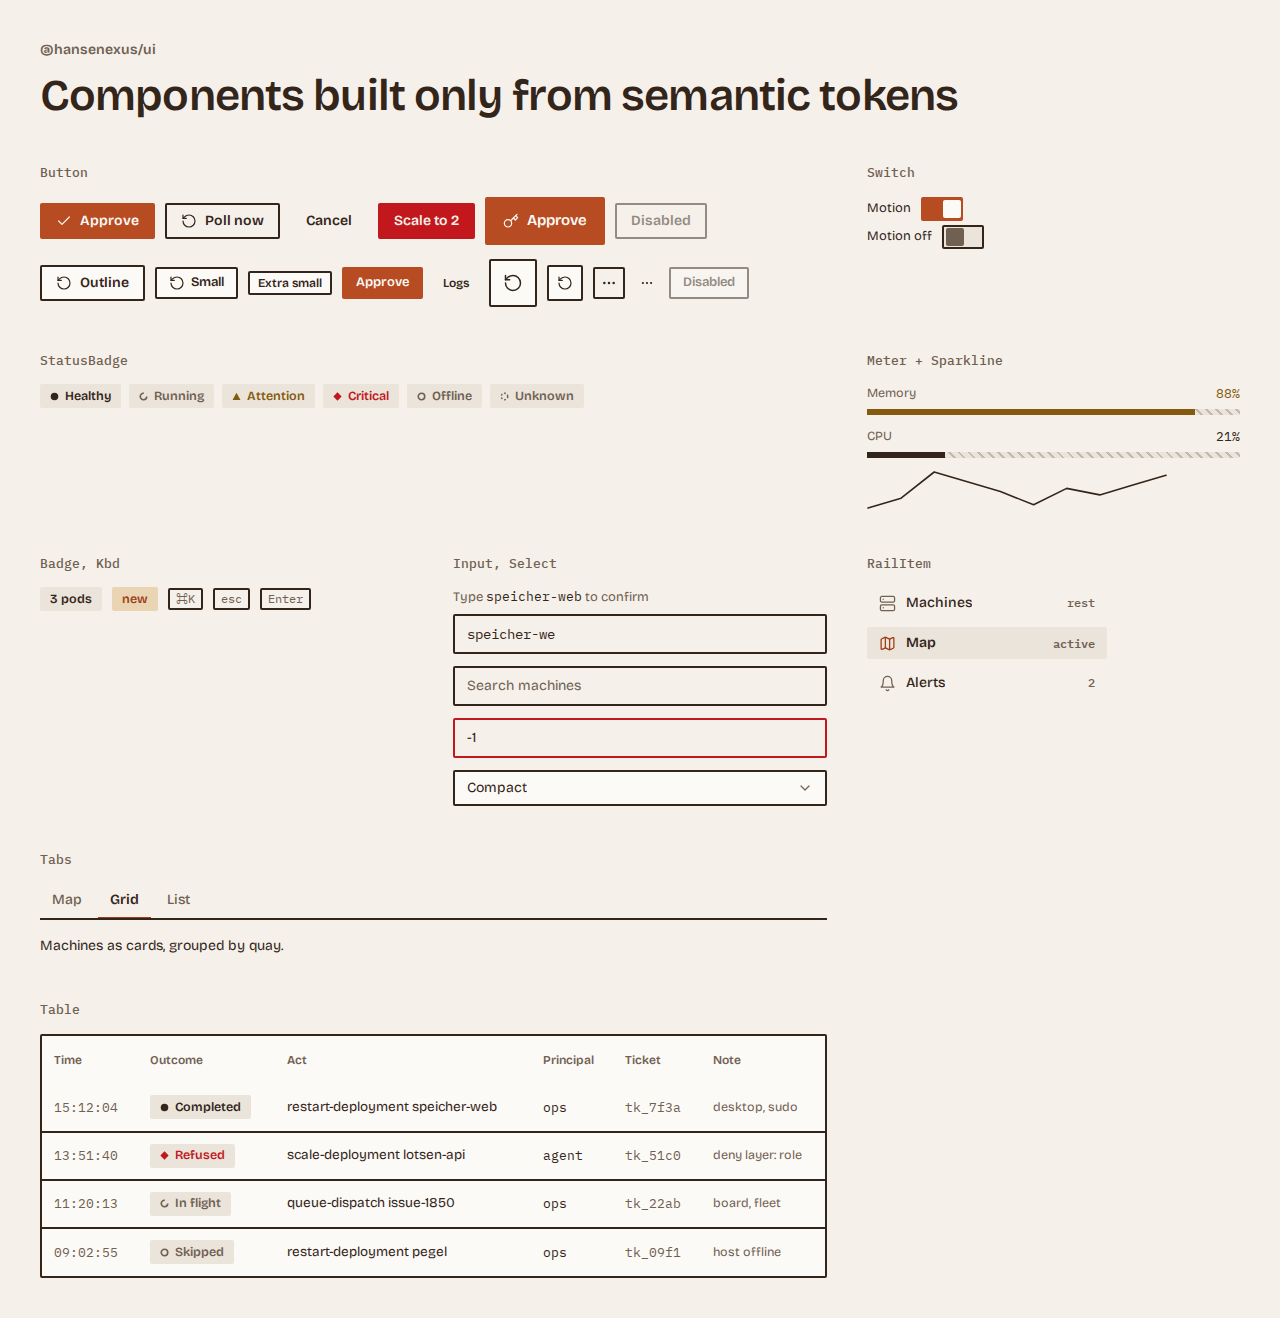 @hansenexus/ui
Components built only from semantic tokens
Button
Approve Poll now Cancel Scale to 2 Approve Disabled
Outline Small Extra small Approve Logs Disabled
Switch
Motion
Motion off
StatusBadge
Healthy Running Attention Critical Offline Unknown
Meter + Sparkline
Memory 88%
CPU 21%
Badge, Kbd
3 pods new ⌘K esc Enter
Input, Select
Type speicher-web to confirm
speicher-we
Search machines
-1
Compact
RailItem
Machines rest
Map active
Alerts 2
Tabs
Map Grid List
Machines as cards, grouped by quay.
Table
Time Outcome Act Principal Ticket Note
15:12:04 Completed restart-deployment speicher-web ops tk_7f3a desktop, sudo
13:51:40 Refused scale-deployment lotsen-api agent tk_51c0 deny layer: role
11:20:13 In flight queue-dispatch issue-1850 ops tk_22ab board, fleet
09:02:55 Skipped restart-deployment pegel ops tk_09f1 host offline